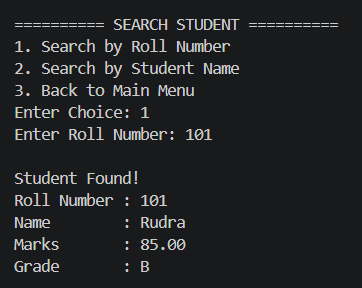 ========== SEARCH STUDENT ==========
1. Search by Roll Number
2. Search by Student Name
3. Back to Main Menu
Enter Choice: 1
Enter Roll Number: 101

Student Found!
Roll Number : 101
Name        : Rudra
Marks       : 85.00
Grade       : B